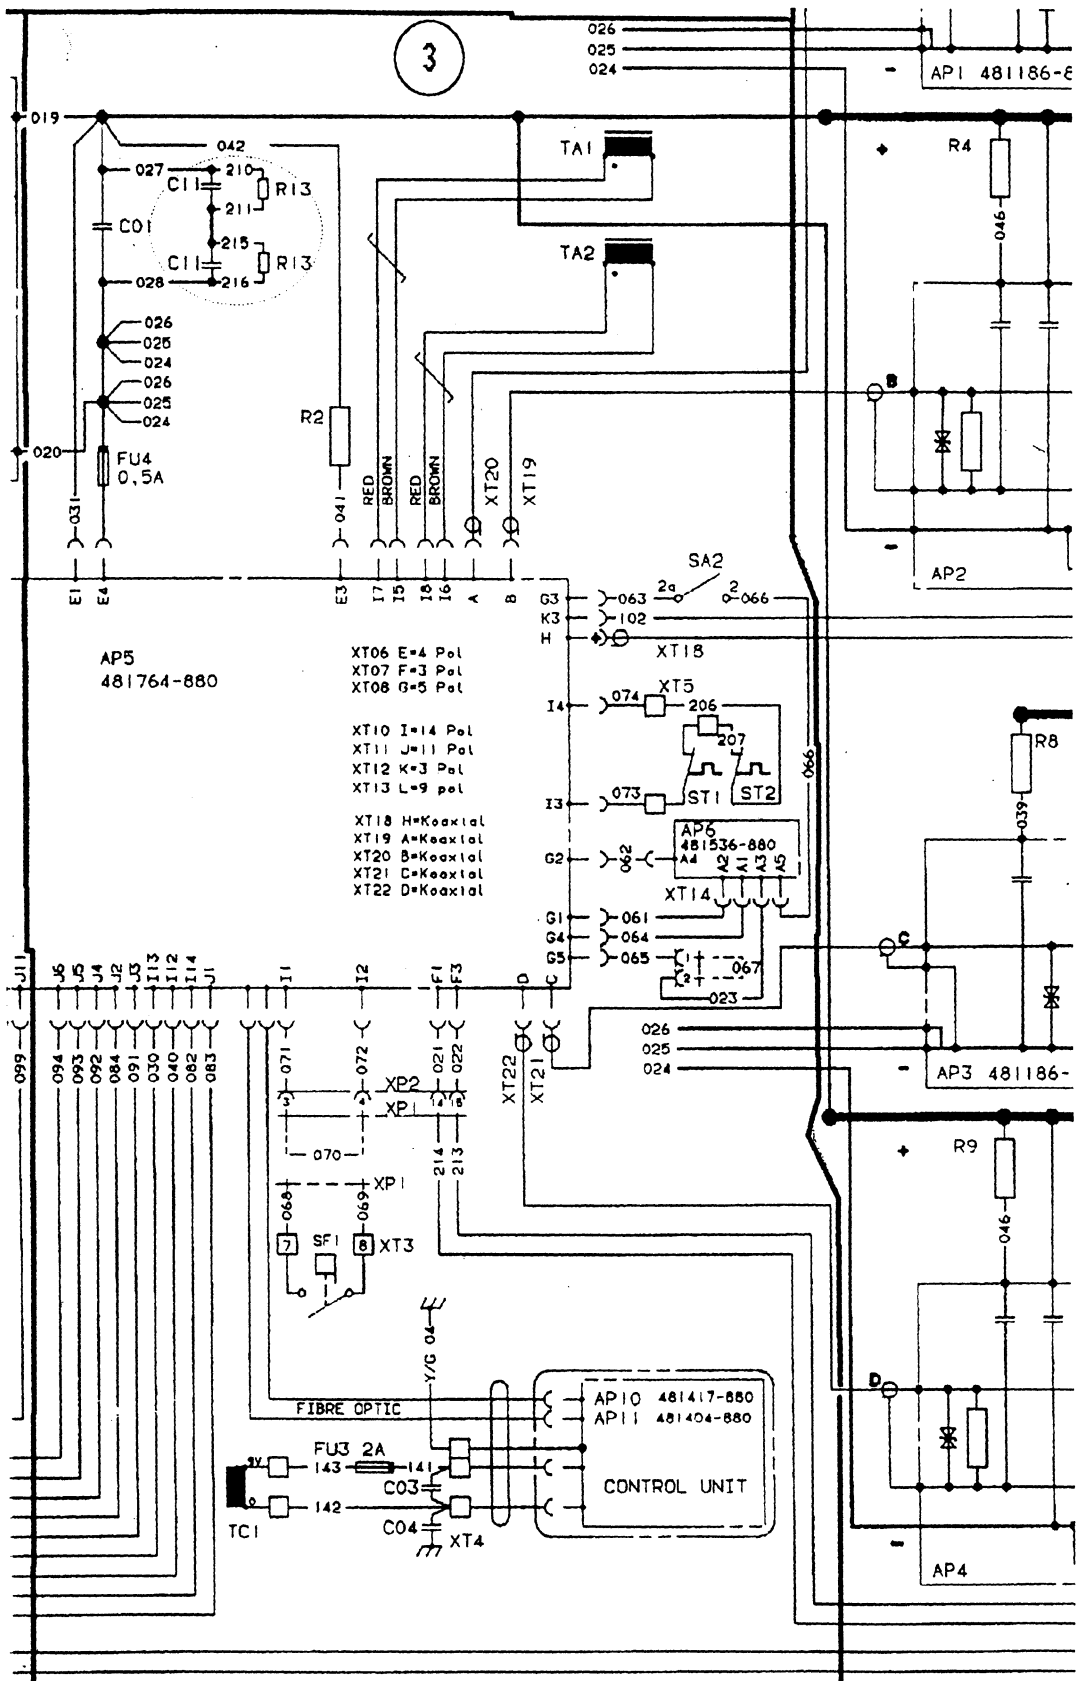 3
026
025
024
AP1 481186-8
-
019
042
027
210
C11
R13
211
C01
215
C11
R13
028
216
026
025
024
026
025
024
020
FU4
0,5A
TA1
TA2
+
R4
046
R2
RED
BROWN
RED
BROWN
XT20
XT19
B
031
041
-
AP2
E1
E4
E3
I7
I5
I8
I6
A
B
SA2
G3
063
2a
2
066
K3
102
H
+
XT18
AP5
481764-880
XT06 E=4 Pol
XT07 F=3 Pol
XT08 G=5 Pol
XT10 I=14 Pol
XT11 J=11 Pol
XT12 K=3 Pol
XT13 L=9 pol
XT18 H=Koaxial
XT19 A=Koaxial
XT20 B=Koaxial
XT21 C=Koaxial
XT22 D=Koaxial
I4
074
XT5
206
207
066
R8
039
I3
073
ST1
ST2
AP6
481536-880
G2
062
A4
A2
A1
A3
A5
XT14
G1
061
G4
064
G5
065
1
2
067
023
C
J11
J6
J5
J4
J2
J3
I13
I12
I14
J1
I1
I2
F1
F3
D
C
099
094
093
092
084
091
030
040
082
083
071
072
021
022
XT22
XT21
026
025
024
-
AP3 481186-
XP2
3
4
14
15
XP1
070
214
213
XP1
068
069
7
SF1
8
XT3
+
R9
046
D
Y/G 04
FIBRE OPTIC
AP10 481417-880
AP11 481404-880
FU3 2A
9V
143
141
C03
0
142
TC1
C04
XT4
CONTROL UNIT
-
AP4